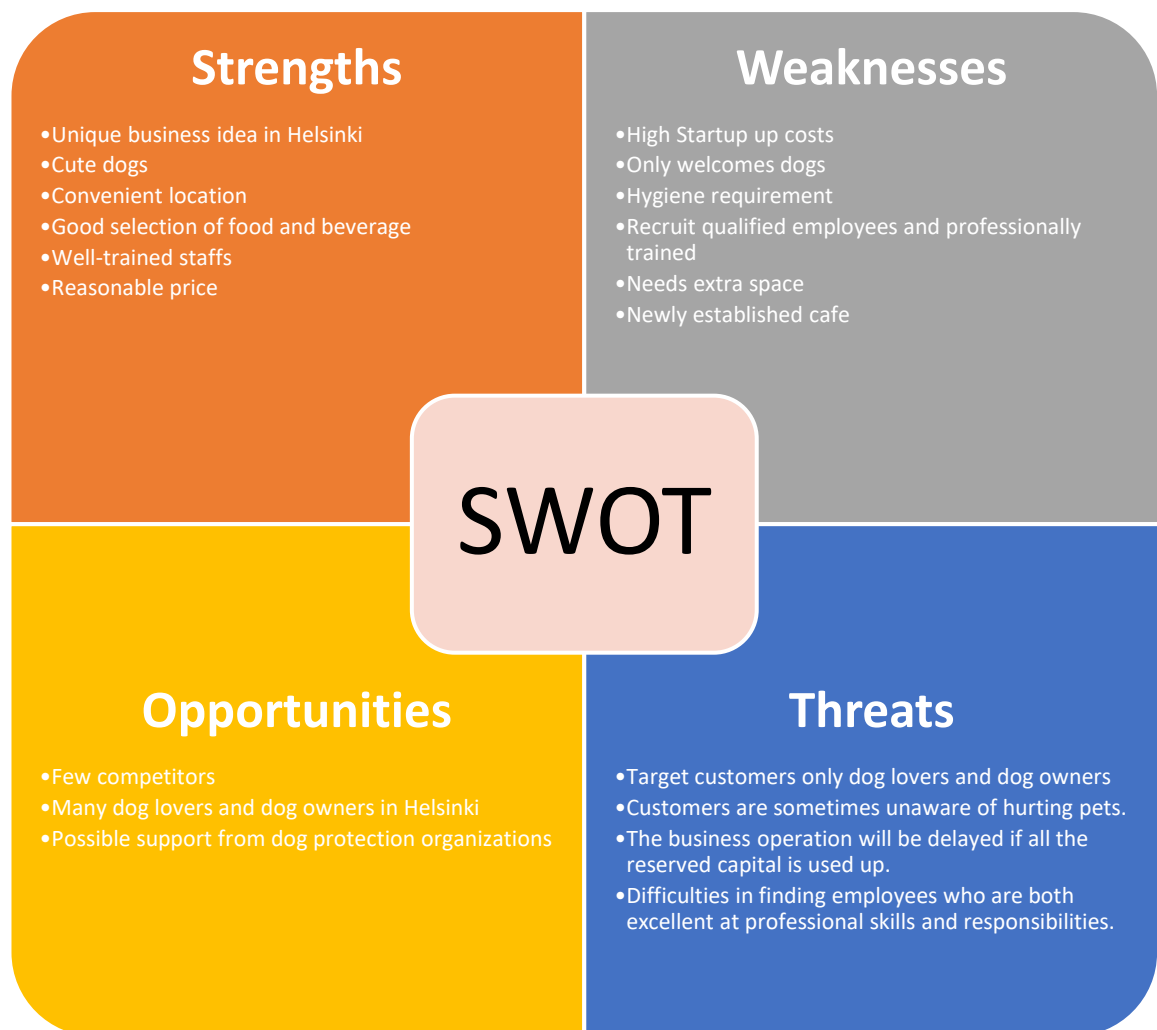 Strengths
•Unique business idea in Helsinki
•Cute dogs
•Convenient location
•Good selection of food and beverage
•Well-trained staffs
•Reasonable price
Weaknesses
•High Startup up costs
•Only welcomes dogs
•Hygiene requirement
•Recruit qualified employees and professionally
trained
•Needs extra space
•Newly established cafe
SWOT
Opportunities
•Few competitors
•Many dog lovers and dog owners in Helsinki
•Possible support from dog protection organizations
Threats
•Target customers only dog lovers and dog owners
•Customers are sometimes unaware of hurting pets.
•The business operation will be delayed if all the
reserved capital is used up.
•Difficulties in finding employees who are both
excellent at professional skills and responsibilities.